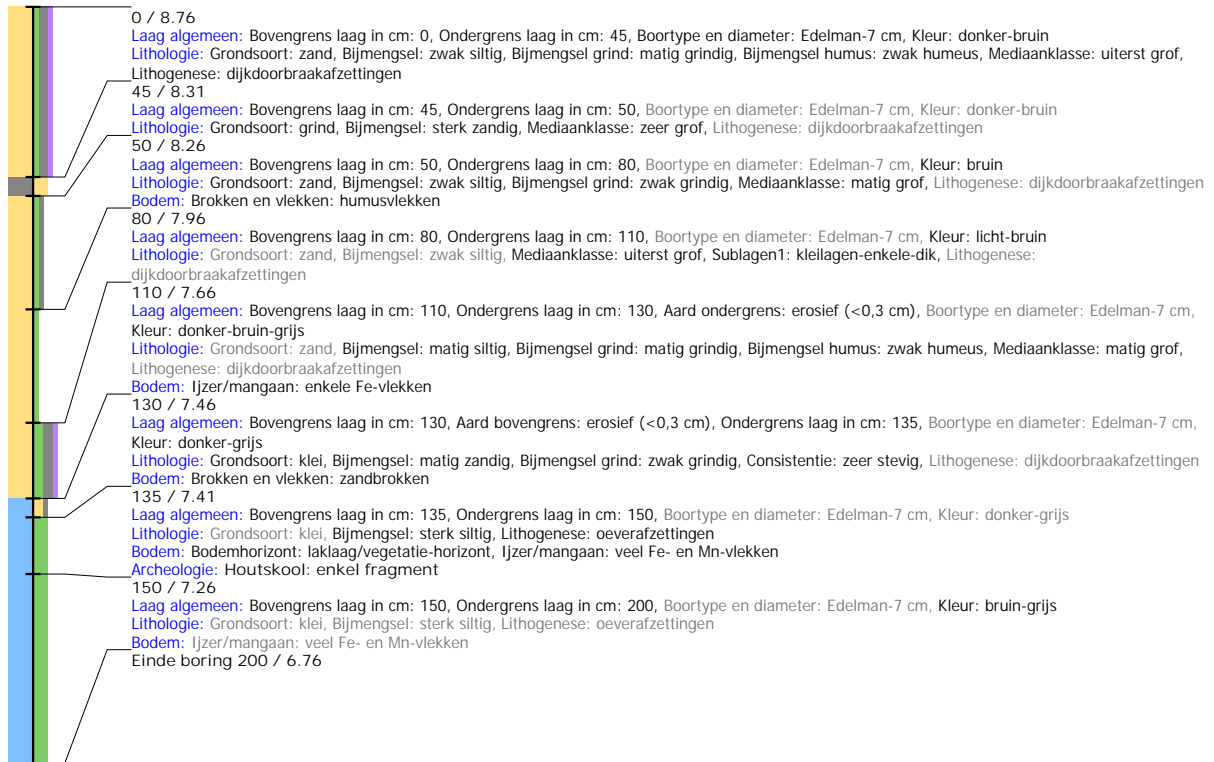 0 / 8.76
Laag algemeen: Bovengrens laag in cm: 0, Ondergrens laag in cm: 45, Boortype en diameter: Edelman-7 cm, Kleur: donker-bruin
Lithologie: Grondsoort: zand, Bijmengsel: zwak siltig, Bijmengsel grind: matig grindig, Bijmengsel humus: zwak humeus, Mediaanklasse: uiterst grof,
Lithogenese: dijkdoorbraakafzettingen
45 / 8.31
Laag algemeen: Bovengrens laag in cm: 45, Ondergrens laag in cm: 50, Boortype en diameter: Edelman-7 cm, Kleur: donker-bruin
Lithologie: Grondsoort: grind, Bijmengsel: sterk zandig, Mediaanklasse: zeer grof, Lithogenese: dijkdoorbraakafzettingen
50 / 8.26
Laag algemeen: Bovengrens laag in cm: 50, Ondergrens laag in cm: 80, Boortype en diameter: Edelman-7 cm, Kleur: bruin
Lithologie: Grondsoort: zand, Bijmengsel: zwak siltig, Bijmengsel grind: zwak grindig, Mediaanklasse: matig grof, Lithogenese: dijkdoorbraakafzettingen
Bodem: Brokken en vlekken: humusvlekken
80 / 7.96
Laag algemeen: Bovengrens laag in cm: 80, Ondergrens laag in cm: 110, Boortype en diameter: Edelman-7 cm, Kleur: licht-bruin
Lithologie: Grondsoort: zand, Bijmengsel: zwak siltig, Mediaanklasse: uiterst grof, Sublagen1: kleilagen-enkele-dik, Lithogenese:
dijkdoorbraakafzettingen
110 / 7.66
Laag algemeen: Bovengrens laag in cm: 110, Ondergrens laag in cm: 130, Aard ondergrens: erosief (<0,3 cm), Boortype en diameter: Edelman-7 cm,
Kleur: donker-bruin-grijs
Lithologie: Grondsoort: zand, Bijmengsel: matig siltig, Bijmengsel grind: matig grindig, Bijmengsel humus: zwak humeus, Mediaanklasse: matig grof,
Lithogenese: dijkdoorbraakafzettingen
Bodem: Ijzer/mangaan: enkele Fe-vlekken
130 / 7.46
Laag algemeen: Bovengrens laag in cm: 130, Aard bovengrens: erosief (<0,3 cm), Ondergrens laag in cm: 135, Boortype en diameter: Edelman-7 cm,
Kleur: donker-grijs
Lithologie: Grondsoort: klei, Bijmengsel: matig zandig, Bijmengsel grind: zwak grindig, Consistentie: zeer stevig, Lithogenese: dijkdoorbraakafzettingen
Bodem: Brokken en vlekken: zandbrokken
135 / 7.41
Laag algemeen: Bovengrens laag in cm: 135, Ondergrens laag in cm: 150, Boortype en diameter: Edelman-7 cm, Kleur: donker-grijs
Lithologie: Grondsoort: klei, Bijmengsel: sterk siltig, Lithogenese: oeverafzettingen
Bodem: Bodemhorizont: laklaag/vegetatie-horizont, Ijzer/mangaan: veel Fe- en Mn-vlekken
Archeologie: Houtskool: enkel fragment
150 / 7.26
Laag algemeen: Bovengrens laag in cm: 150, Ondergrens laag in cm: 200, Boortype en diameter: Edelman-7 cm, Kleur: bruin-grijs
Lithologie: Grondsoort: klei, Bijmengsel: sterk siltig, Lithogenese: oeverafzettingen
Bodem: Ijzer/mangaan: veel Fe- en Mn-vlekken
Einde boring 200 / 6.76